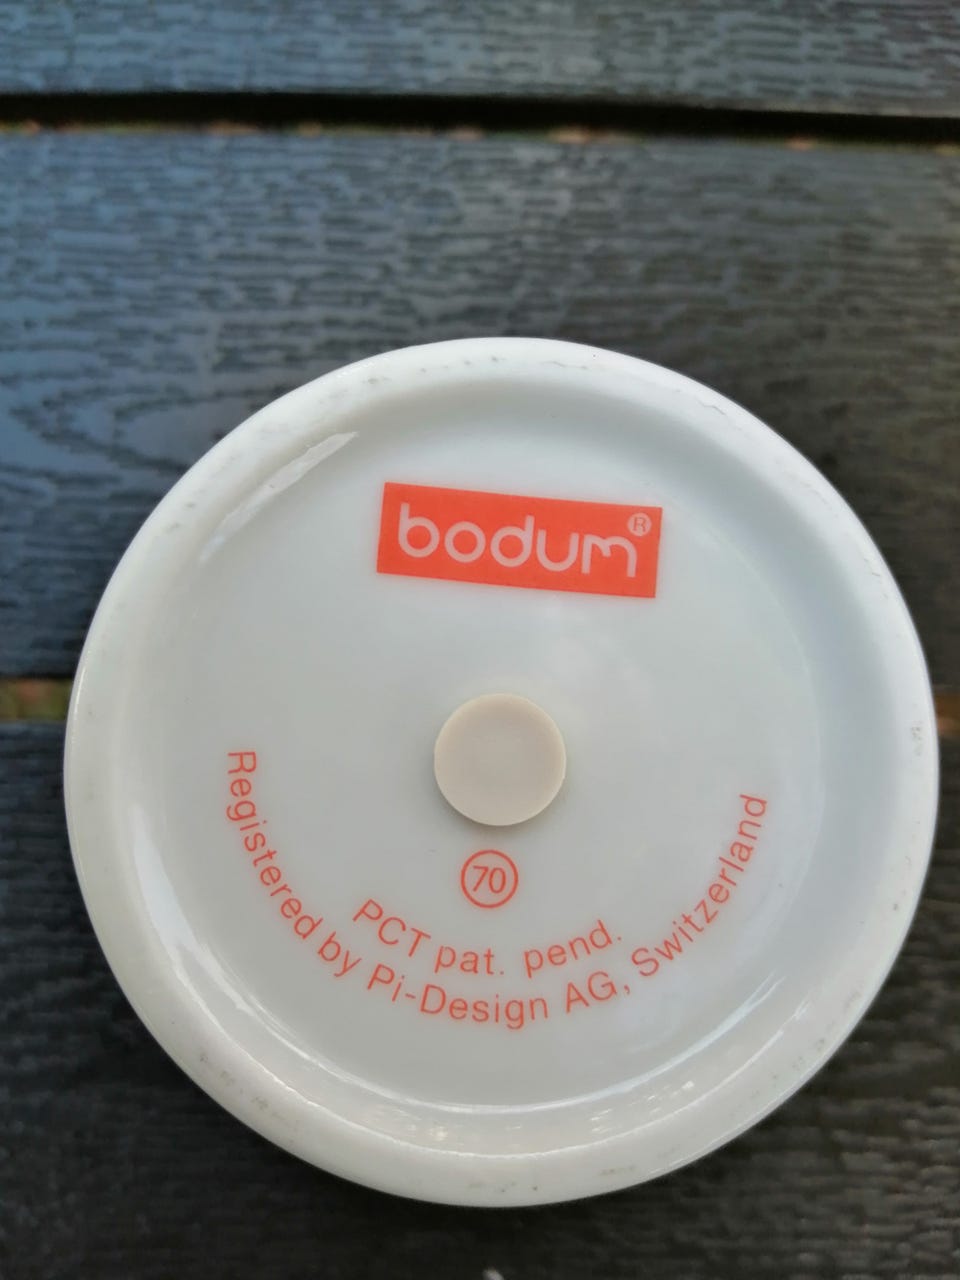 bodum®
70
PCT pat. pend.
Registered by Pi-Design AG, Switzerland